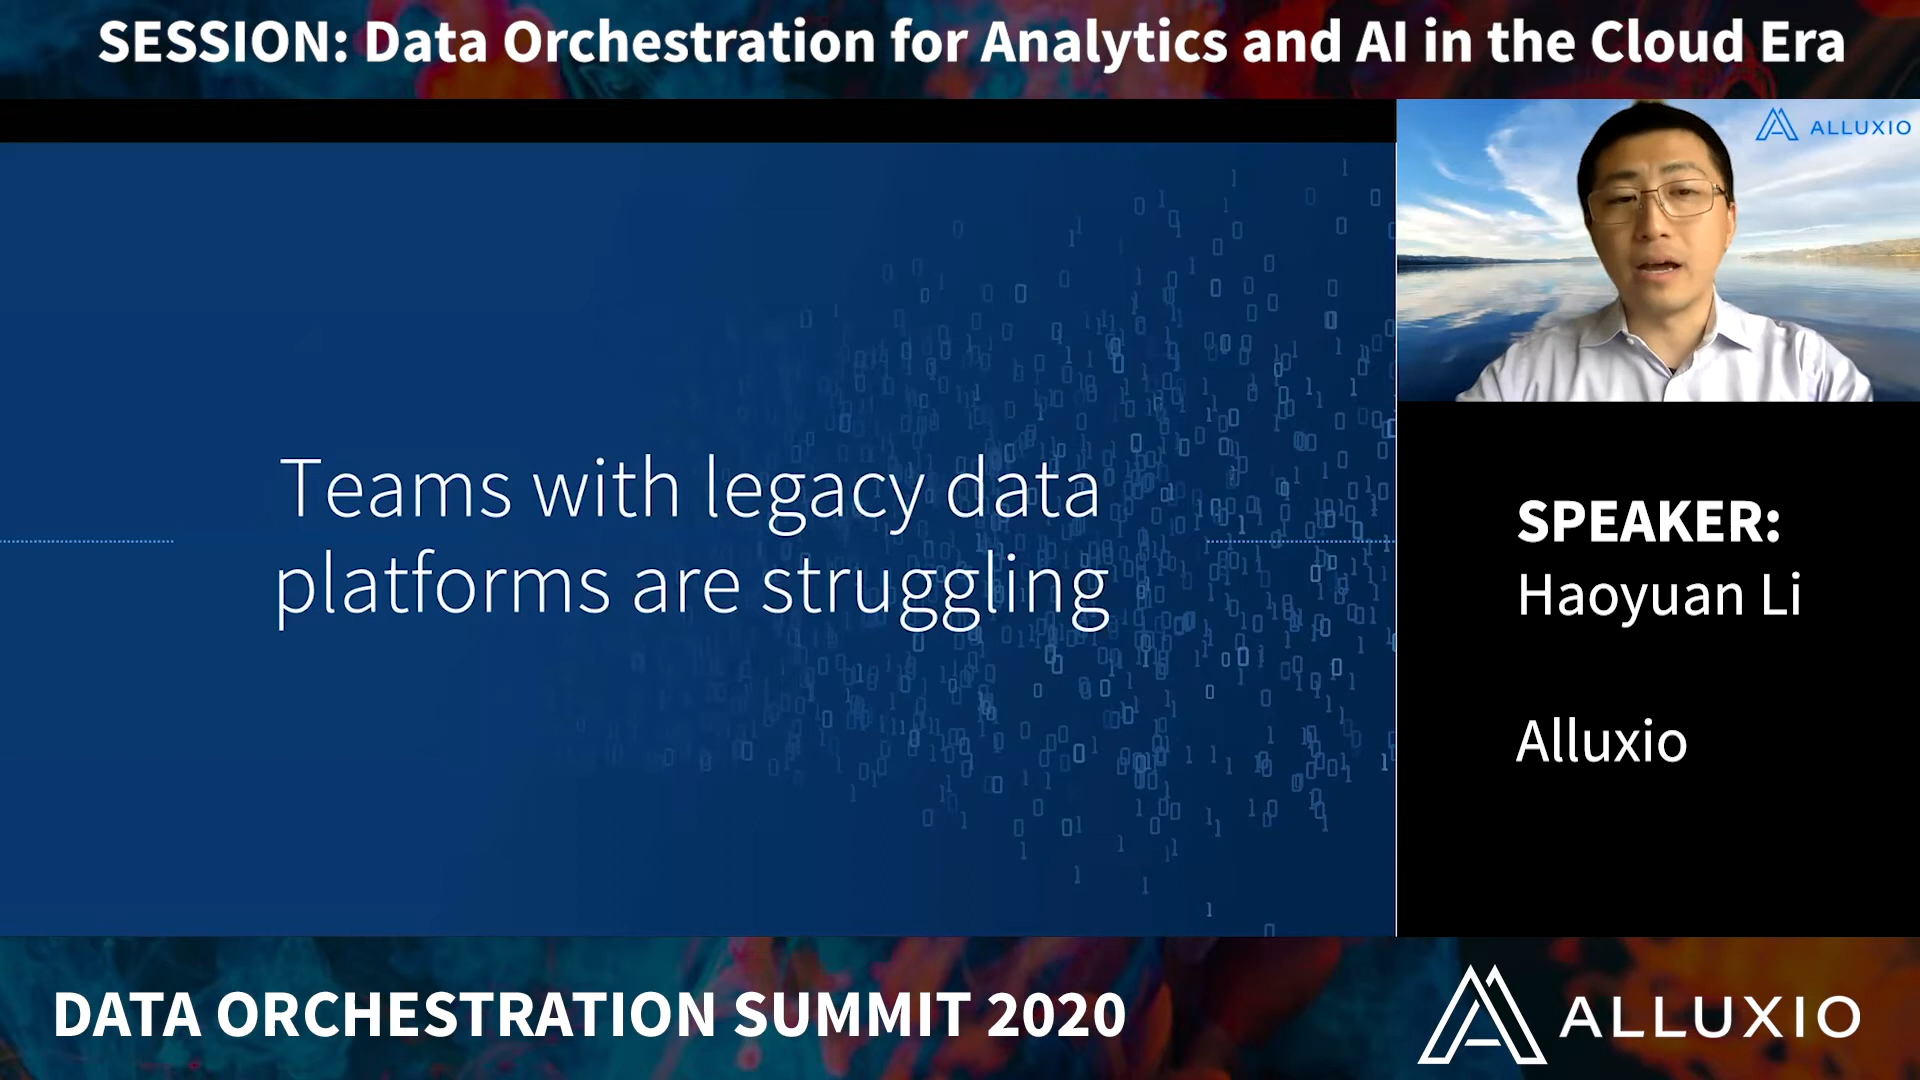 SESSION: Data Orchestration for Analytics and AI in the Cloud Era
ALLUXIO
Teams with legacy data
platforms are struggling
SPEAKER:
Haoyuan Li
Alluxio
DATA ORCHESTRATION SUMMIT 2020
ALLUXIO